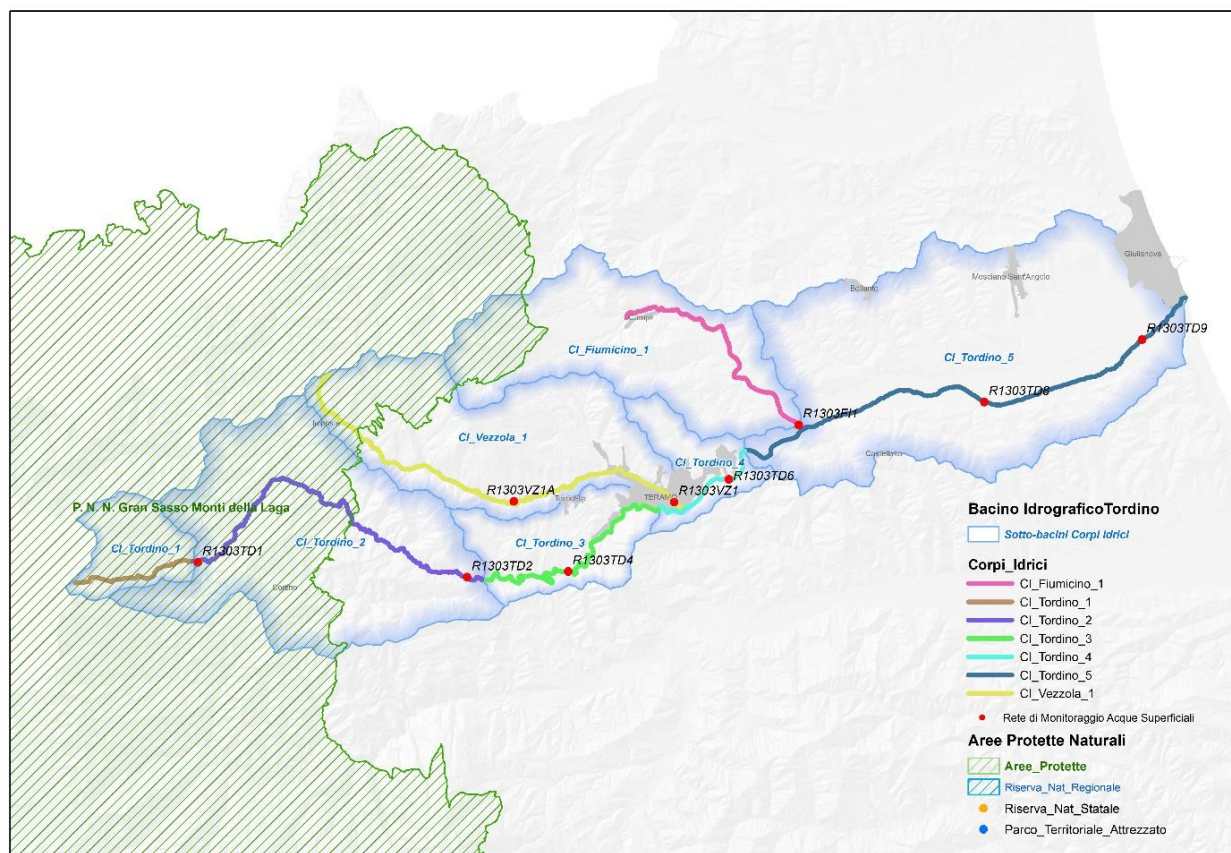 Giulianova
Mosciano Sant'Angelo
Bellante
Campli
R1303TD9
CI_Fiumicino_1
CI_Tordino_5
R1303TD8
R1303FI1
CI_Vezzola_1
CI_Tordino_4
Castellalto
R1303TD6
R1303VZ1A
R1303VZ1
Torricella
TERAMO
P. N. N. Gran Sasso Monti della Laga
CI_Tordino_1
R1303TD1
CI_Tordino_2
CI_Tordino_3
R1303TD2
R1303TD4
Cortino
Bacino IdrograficoTordino
Sotto-bacini Corpi Idrici
Corpi_Idrici
CI_Fiumicino_1
CI_Tordino_1
CI_Tordino_2
CI_Tordino_3
CI_Tordino_4
CI_Tordino_5
CI_Vezzola_1
Rete di Monitoraggio Acque Superficiali
Aree Protette Naturali
Aree_Protette
Riserva_Nat_Regionale
Riserva_Nat_Statale
Parco_Territoriale_Attrezzato